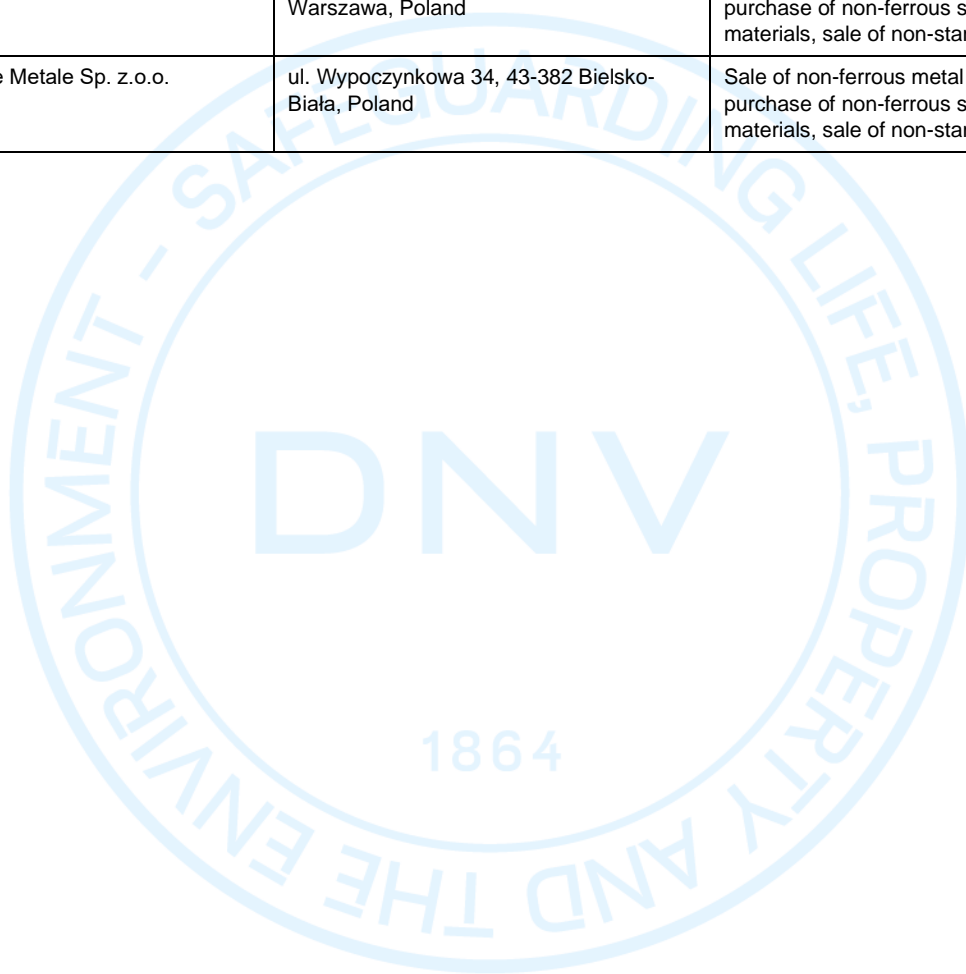 Warszawa, Poland
purchase of non-ferrous s
materials, sale of non-sta
e Metale Sp. z.o.o.
ul. Wypoczynkowa 34, 43-382 Bielsko-
Biała, Poland
Sale of non-ferrous metal
purchase of non-ferrous s
materials, sale of non-sta
SAFEGUARDING LIFE, PROPERTY AND THE ENVIRONMENT -
DNV
1864